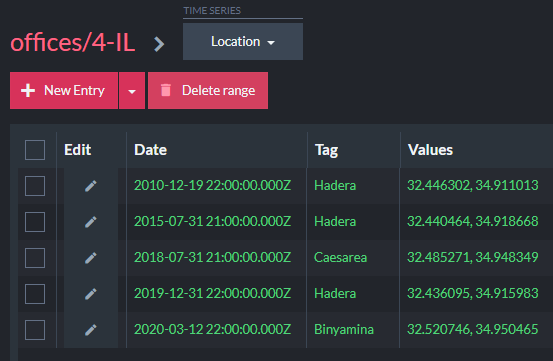 TIME SERIES
offices/4-IL
Location
New Entry
Delete range
Edit Date Tag Values
2010-12-19 22:00:00.000Z Hadera 32.446302, 34.911013
2015-07-31 21:00:00.000Z Hadera 32.440464, 34.918668
2018-07-31 21:00:00.000Z Caesarea 32.485271, 34.948349
2019-12-31 22:00:00.000Z Hadera 32.436095, 34.915983
2020-03-12 22:00:00.000Z Binyamina 32.520746, 34.950465